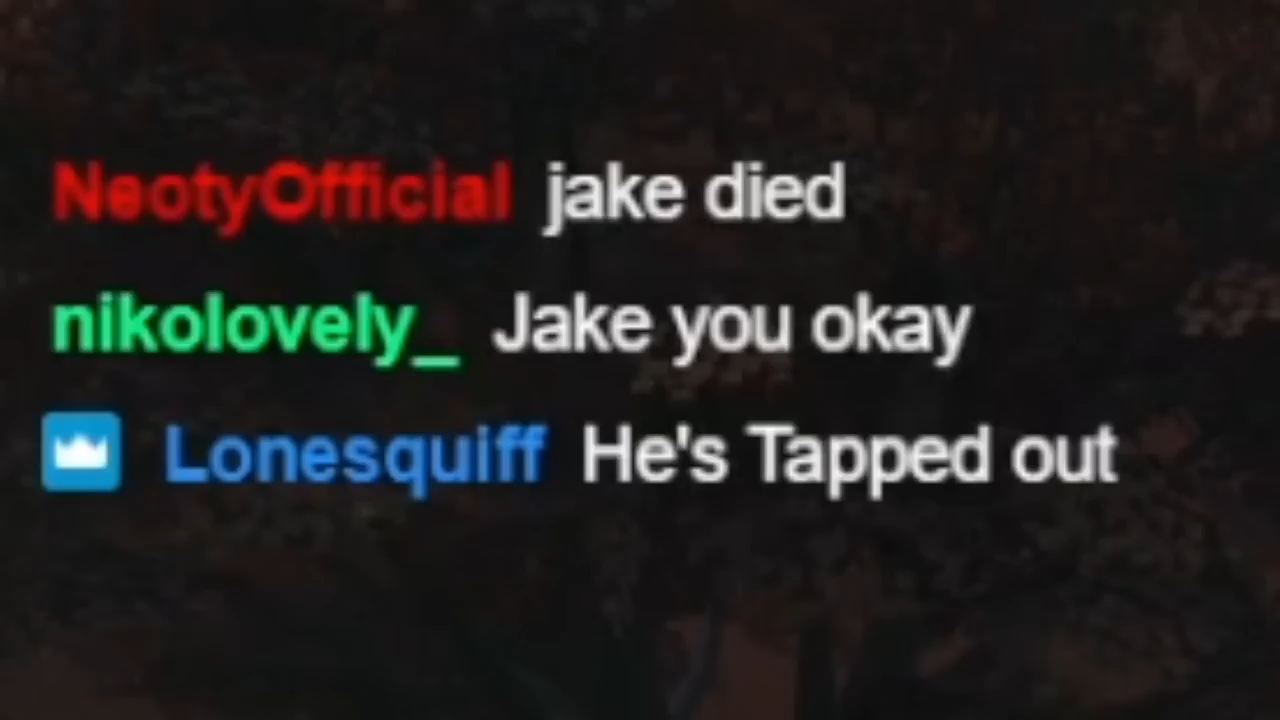 NeotyOfficial jake died
nikolovely_ Jake you okay
Lonesquiff He's Tapped out